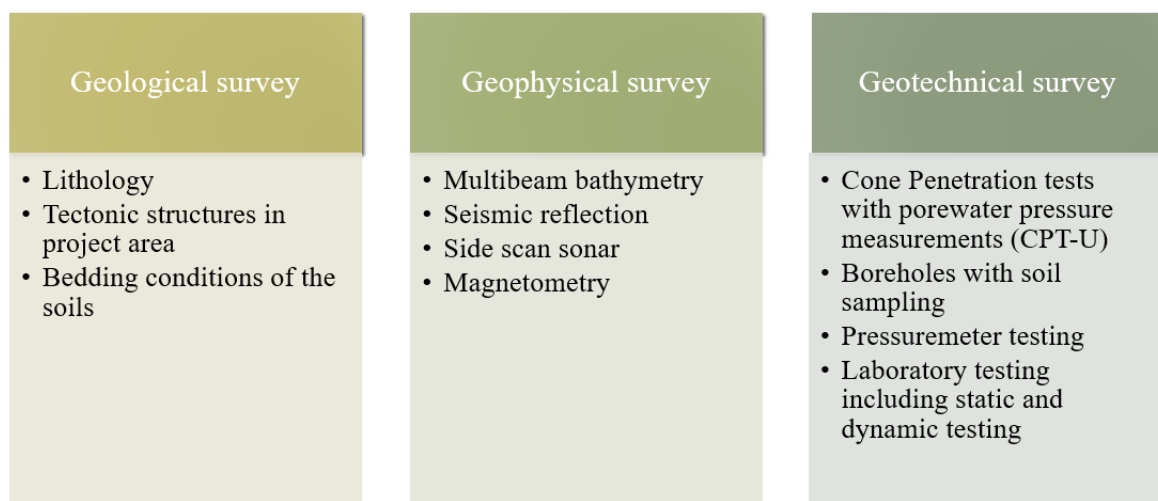 Geological survey
• Lithology
• Tectonic structures in
project area
• Bedding conditions of the
soils
Geophysical survey
• Multibeam bathymetry
• Seismic reflection
• Side scan sonar
• Magnetometry
Geotechnical survey
• Cone Penetration tests
with porewater pressure
measurements (CPT-U)
• Boreholes with soil
sampling
• Pressuremeter testing
• Laboratory testing
including static and
dynamic testing